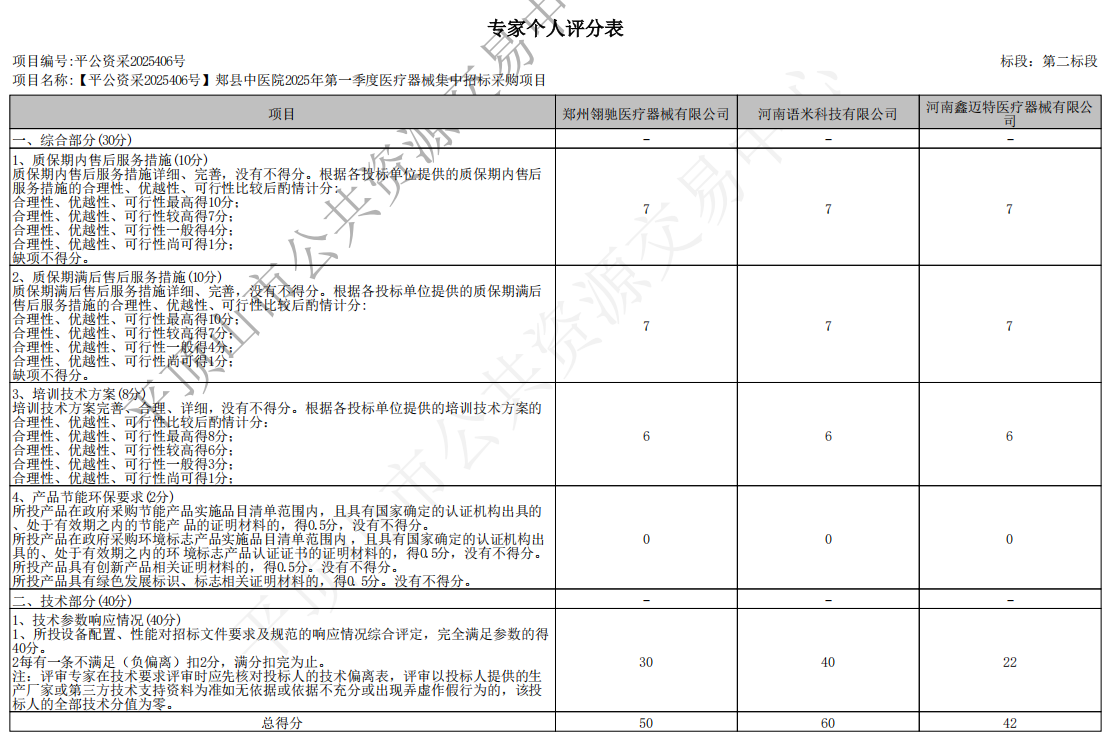 专家个人评分表
项目编号:平公资采2025406号
标段: 第二标段
项目名称:【平公资采2025406号】郏县中医院2025年第一季度医疗器械集中招标采购项目
项目
郑州翎驰医疗器械有限公司
河南语米科技有限公司
河南鑫迈特医疗器械有限公
司
一、综合部分(30分)
-
-
-
1、质保期内售后服务措施(10分)
质保期内售后服务措施详细、完善，没有不得分。根据各投标单位提供的质保期内售后
服务措施的合理性、优越性、可行性比较后酌情计分:
合理性、优越性、可行性最高得10分;
合理性、优越性、可行性较高得7分;
合理性、优越性、可行性一般得4分;
合理性、优越性、可行性尚可得1分;
缺项不得分。
7
7
7
2、质保期满后售后服务措施(10分)
质保期满后售后服务措施详细、完善，没有不得分。根据各投标单位提供的质保期满后
售后服务措施的合理性、优越性、可行性比较后酌情计分:
合理性、优越性、可行性最高得10分;
合理性、优越性、可行性较高得7分;
合理性、优越性、可行性一般得4分;
合理性、优越性、可行性尚可得1分;
缺项不得分。
7
7
7
3、培训技术方案(8分)
培训技术方案完善、合理、详细，没有不得分。根据各投标单位提供的培训技术方案的
合理性、优越性、可行性比较后酌情计分:
合理性、优越性、可行性最高得8分;
合理性、优越性、可行性较高得6分;
合理性、优越性、可行性一般得3分;
合理性、优越性、可行性尚可得1分;
6
6
6
4、产品节能环保要求(2分)
所投产品在政府采购节能产品实施品目清单范围内，且具有国家确定的认证机构出具的
、处于有效期之内的节能产 品的证明材料的，得0.5分，没有不得分。
所投产品在政府采购环境标志产品实施品目清单范围内，且具有国家确定的认证机构出
具的、处于有效期之内的环 境标志产品认证证书的证明材料的，得0.5分，没有不得分。
所投产品具有创新产品相关证明材料的，得0.5分。没有不得分。
所投产品具有绿色发展标识、标志相关证明材料的，得0.5分。没有不得分。
0
0
0
二、技术部分(40分)
-
-
-
1、技术参数响应情况(40分)
1、所投设备配置、性能对招标文件要求及规范的响应情况综合评定，完全满足参数的得
40分。
2每有一条不满足（负偏离）扣2分，满分扣完为止。
注：评审专家在技术要求评审时应先核对投标人的技术偏离表，评审以投标人提供的生
产厂家或第三方技术支持资料为准如无依据或依据不充分或出现弄虚作假行为的，该投
标人的全部技术分值为零。
30
40
22
总得分
50
60
42
平顶山市公共资源交易中
平顶山市公共资源交易中心